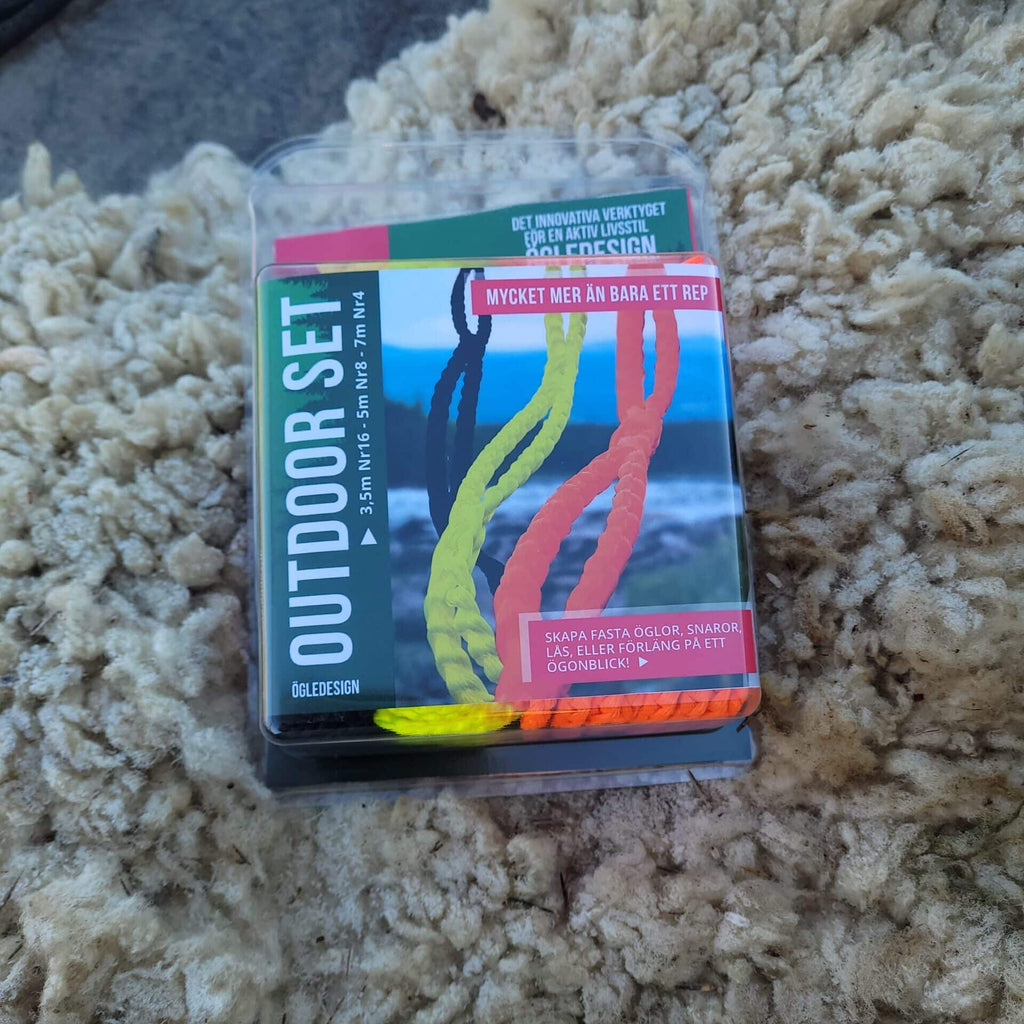 DET INNOVATIVA VERKTYGET
FÖR EN AKTIV LIVSSTIL
ÖGLEDESIGN
MYCKET MER ÄN BARA ETT REP
OUTDOOR SET
▶ 3,5m Nr16 - 5m Nr8 - 7m Nr4
SKAPA FASTA ÖGLOR, SNAROR,
LÅS, ELLER FÖRLÄNG PÅ ETT
ÖGONBLICK! ▶
ÖGLEDESIGN